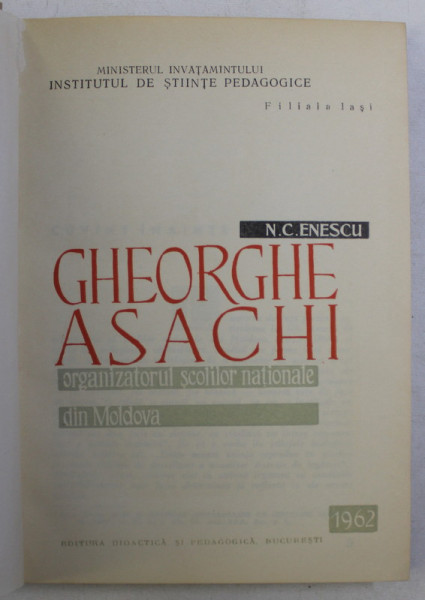 MINISTERUL INVATAMINTULUI
INSTITUTUL DE ȘTIINȚE PEDAGOGICE
Filiala Iași
N.C.ENESCU
GHEORGHE
ASACHI
organizatorul școlilor naționale
din Moldova
1962
EDITURA DIDACTICĂ ȘI PEDAGOGICĂ, BUCUREȘTI